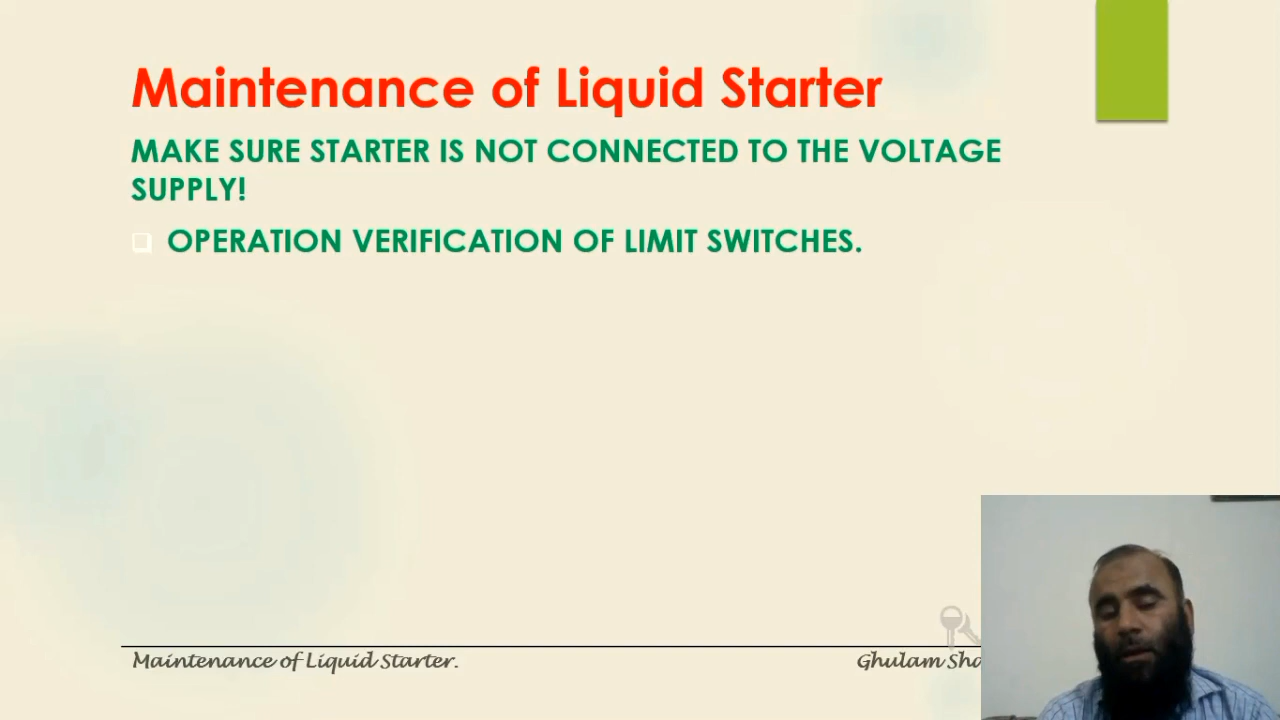 Maintenance of Liquid Starter
MAKE SURE STARTER IS NOT CONNECTED TO THE VOLTAGE
SUPPLY!
OPERATION VERIFICATION OF LIMIT SWITCHES.
Maintenance of Liquid Starter.
Ghulam